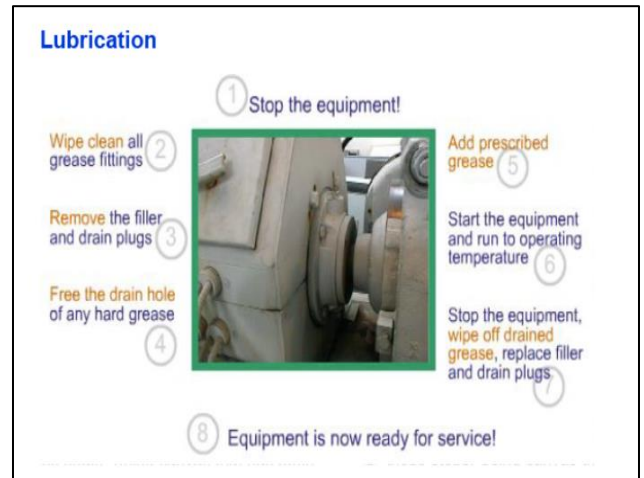 Lubrication
1 Stop the equipment!
Wipe clean all
grease fittings 2
Remove the filler
and drain plugs 3
Free the drain hole
of any hard grease
4
Add prescribed
grease 5
Start the equipment
and run to operating
temperature 6
Stop the equipment,
wipe off drained
grease, replace filler
and drain plugs 7
8 Equipment is now ready for service!